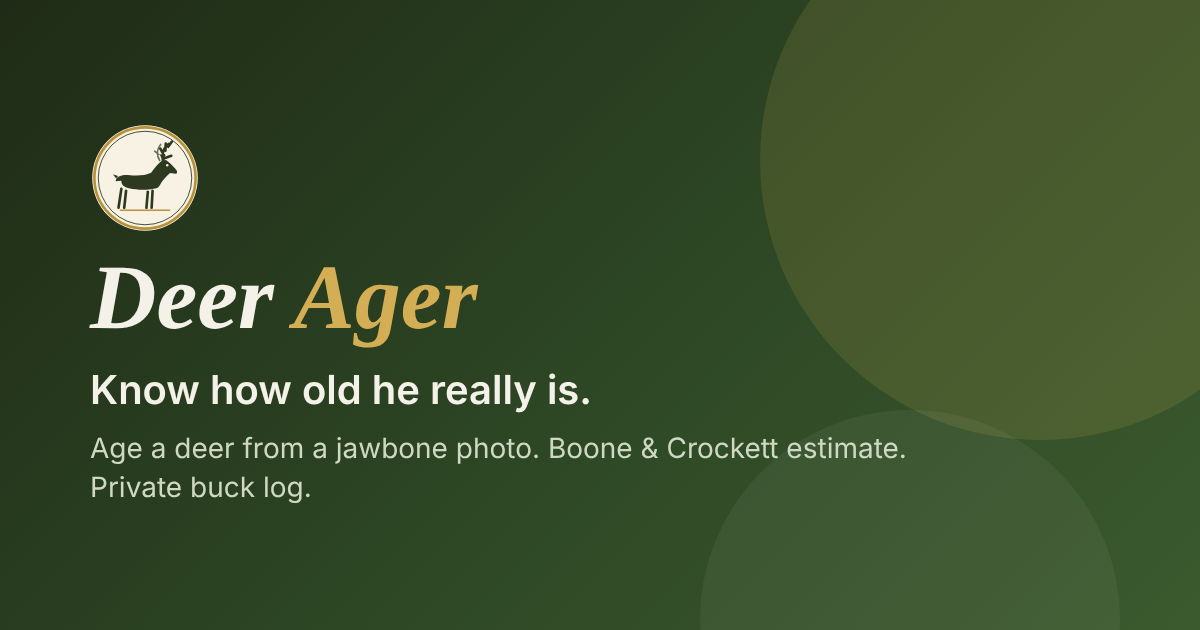 Deer Ager
Know how old he really is.
Age a deer from a jawbone photo. Boone & Crockett estimate.
Private buck log.